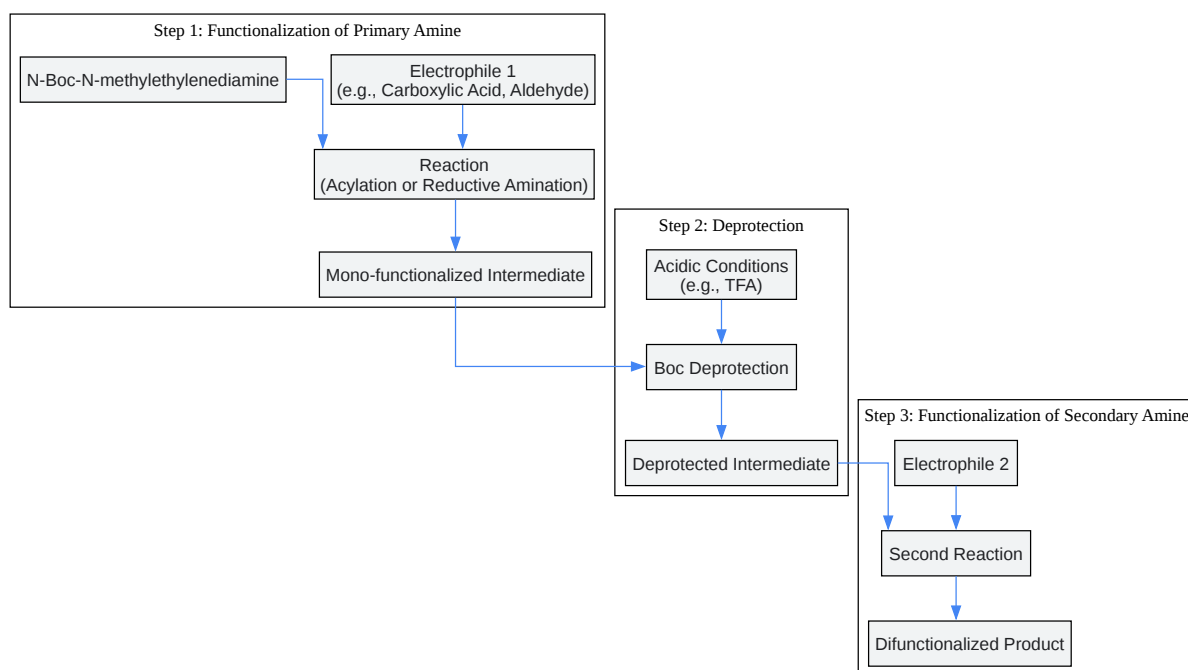 Step 1: Functionalization of Primary Amine
N-Boc-N-methylethylenediamine
Electrophile 1
(e.g., Carboxylic Acid, Aldehyde)
Reaction
(Acylation or Reductive Amination)
Mono-functionalized Intermediate
Step 2: Deprotection
Acidic Conditions
(e.g., TFA)
Boc Deprotection
Deprotected Intermediate
Step 3: Functionalization of Secondary Amine
Electrophile 2
Second Reaction
Difunctionalized Product